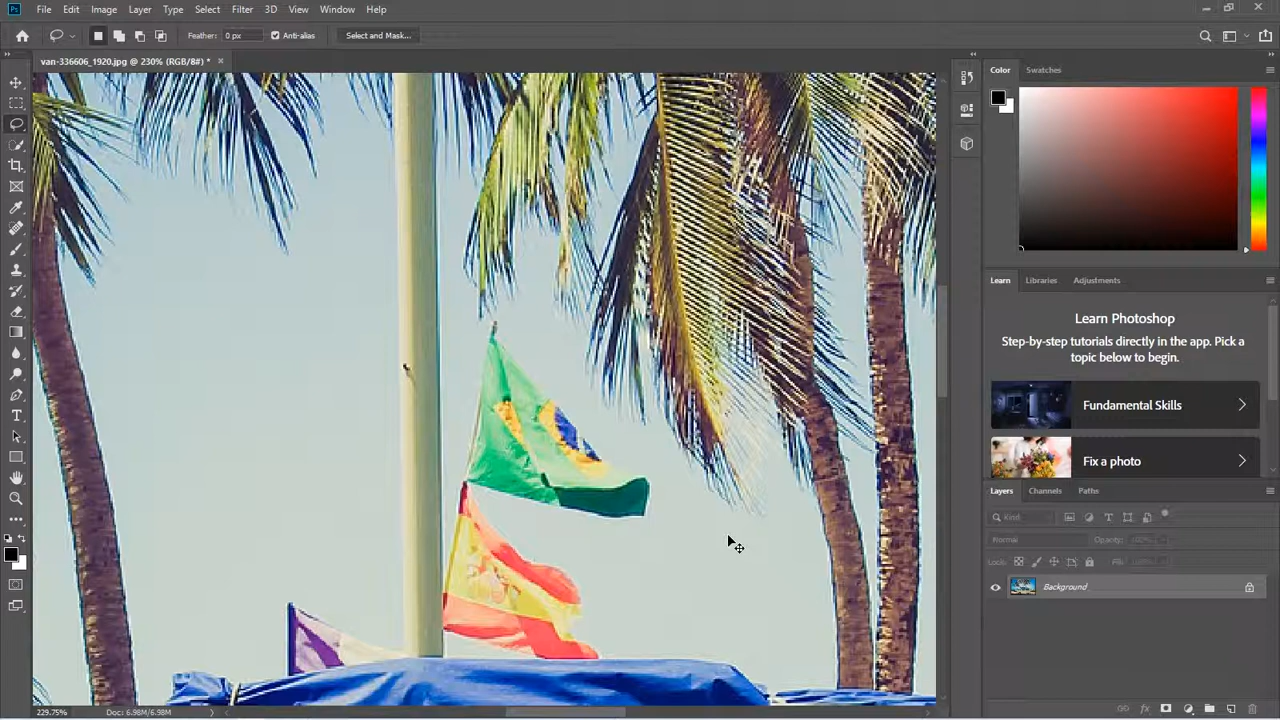 Ps File Edit Image Layer Type Select Filter 3D View Window Help
Feather: 0 px Anti-alias Select and Mask...
van-336606_1920.jpg @ 230% (RGB/8#) * ×
Color Swatches
Learn Libraries Adjustments
Learn Photoshop
Step-by-step tutorials directly in the app. Pick a
topic below to begin.
Fundamental Skills
Fix a photo
Layers Channels Paths
Kind
Normal Opacity: 100%
Lock: Fill:
Background
fx
229.75% Doc: 6.98M/6.98M